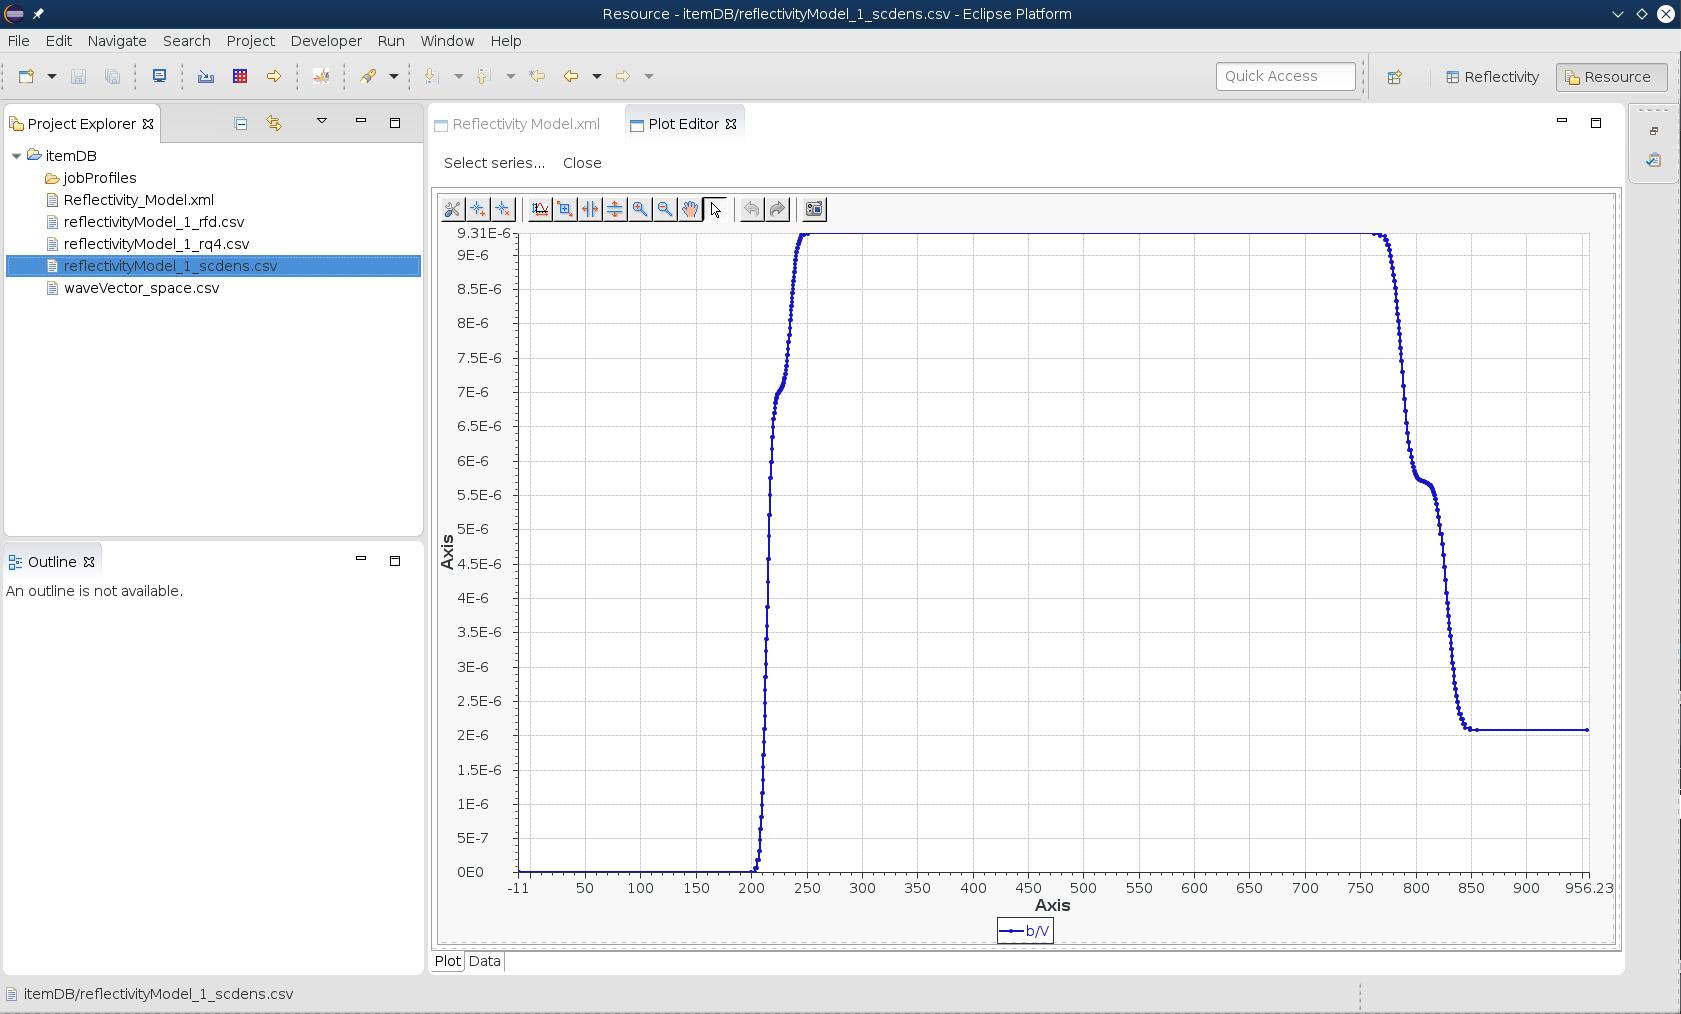 Resource - itemDB/reflectivityModel_1_scdens.csv - Eclipse Platform
File Edit Navigate Search Project Developer Run Window Help
Quick Access
Reflectivity
Resource
Project Explorer
itemDB
jobProfiles
Reflectivity_Model.xml
reflectivityModel_1_rfd.csv
reflectivityModel_1_rq4.csv
reflectivityModel_1_scdens.csv
waveVector_space.csv
Outline
An outline is not available.
Reflectivity Model.xml
Plot Editor
Select series... Close
9.31E-6
9E-6
8.5E-6
8E-6
7.5E-6
7E-6
6.5E-6
6E-6
5.5E-6
5E-6
Axis
4.5E-6
4E-6
3.5E-6
3E-6
2.5E-6
2E-6
1.5E-6
1E-6
5E-7
0E0
-11 50 100 150 200 250 300 350 400 450 500 550 600 650 700 750 800 850 900 956.23
Axis
b/V
Plot Data
itemDB/reflectivityModel_1_scdens.csv